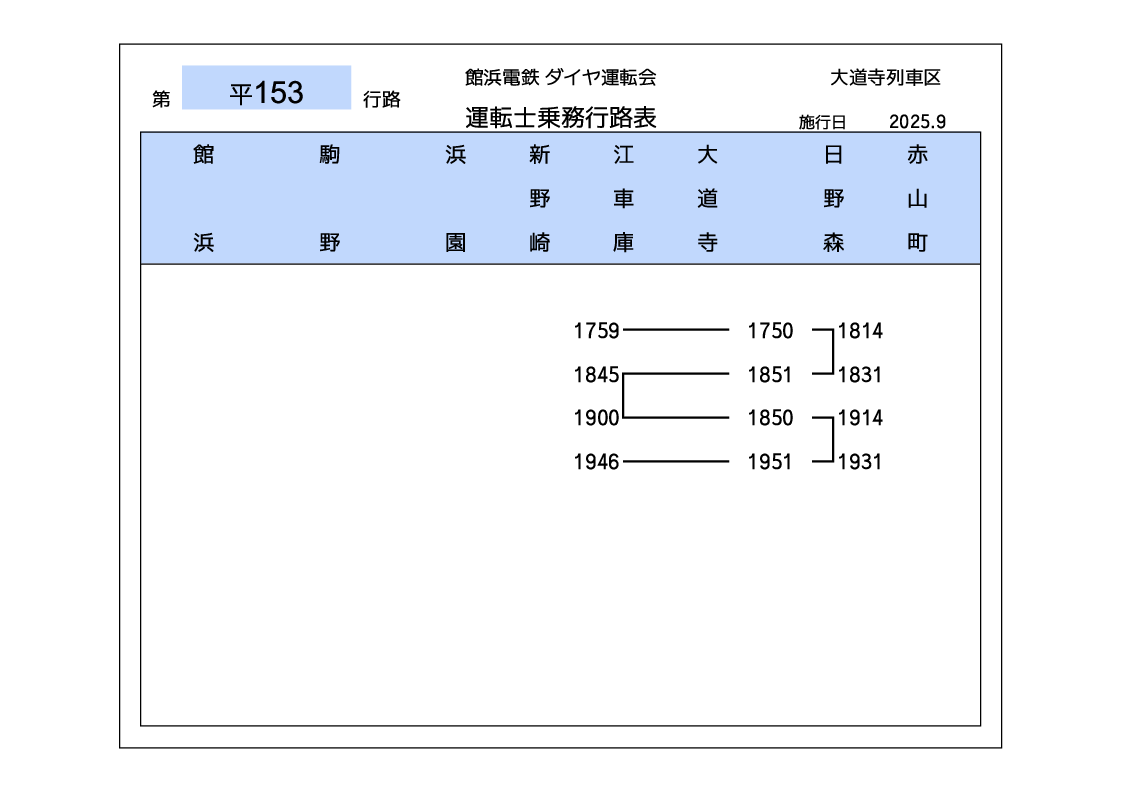 館浜電鉄 ダイヤ運転会
大道寺列車区
第 平153 行路
運転士乗務行路表
施行日 2025.9
館浜
駒野
浜園
新野崎
江車庫
大道寺
日野森
赤山町
1759 1750 1814
1845 1851 1831
1900 1850 1914
1946 1951 1931